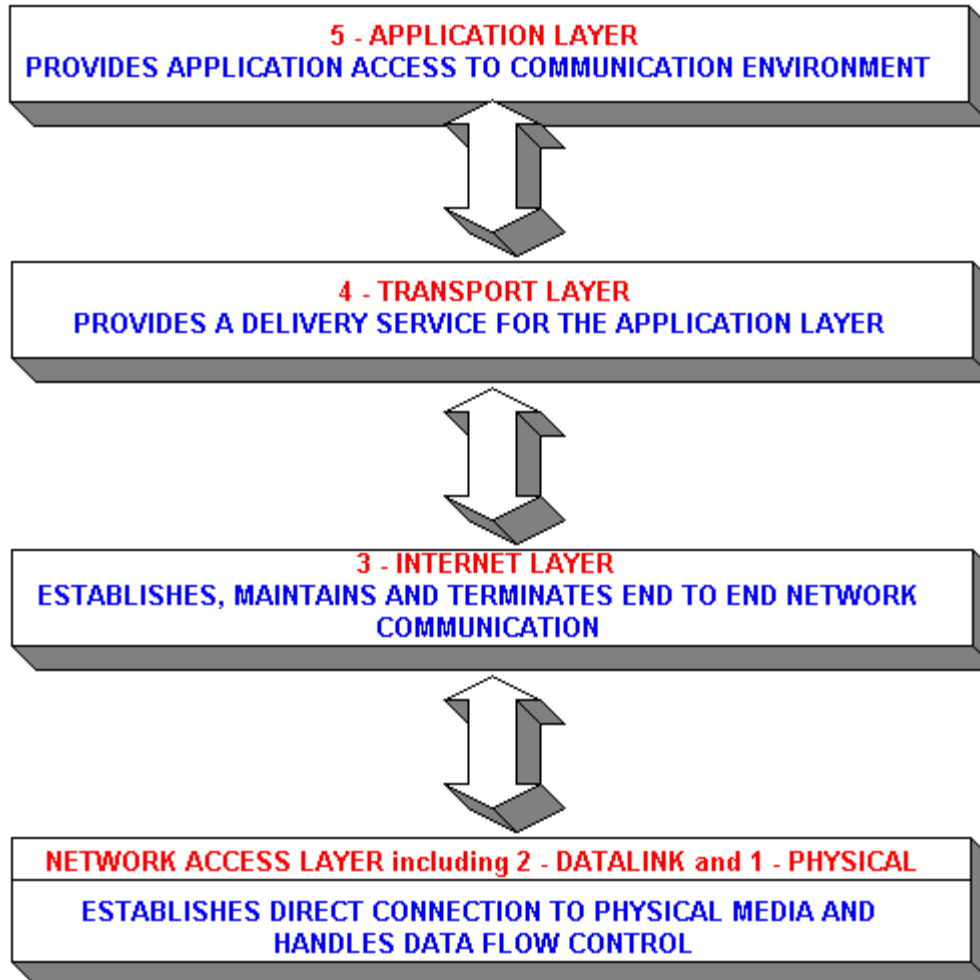 5 - APPLICATION LAYER
PROVIDES APPLICATION ACCESS TO COMMUNICATION ENVIRONMENT
4 - TRANSPORT LAYER
PROVIDES A DELIVERY SERVICE FOR THE APPLICATION LAYER
3 - INTERNET LAYER
ESTABLISHES, MAINTAINS AND TERMINATES END TO END NETWORK
COMMUNICATION
NETWORK ACCESS LAYER including 2 - DATALINK and 1 - PHYSICAL
ESTABLISHES DIRECT CONNECTION TO PHYSICAL MEDIA AND
HANDLES DATA FLOW CONTROL